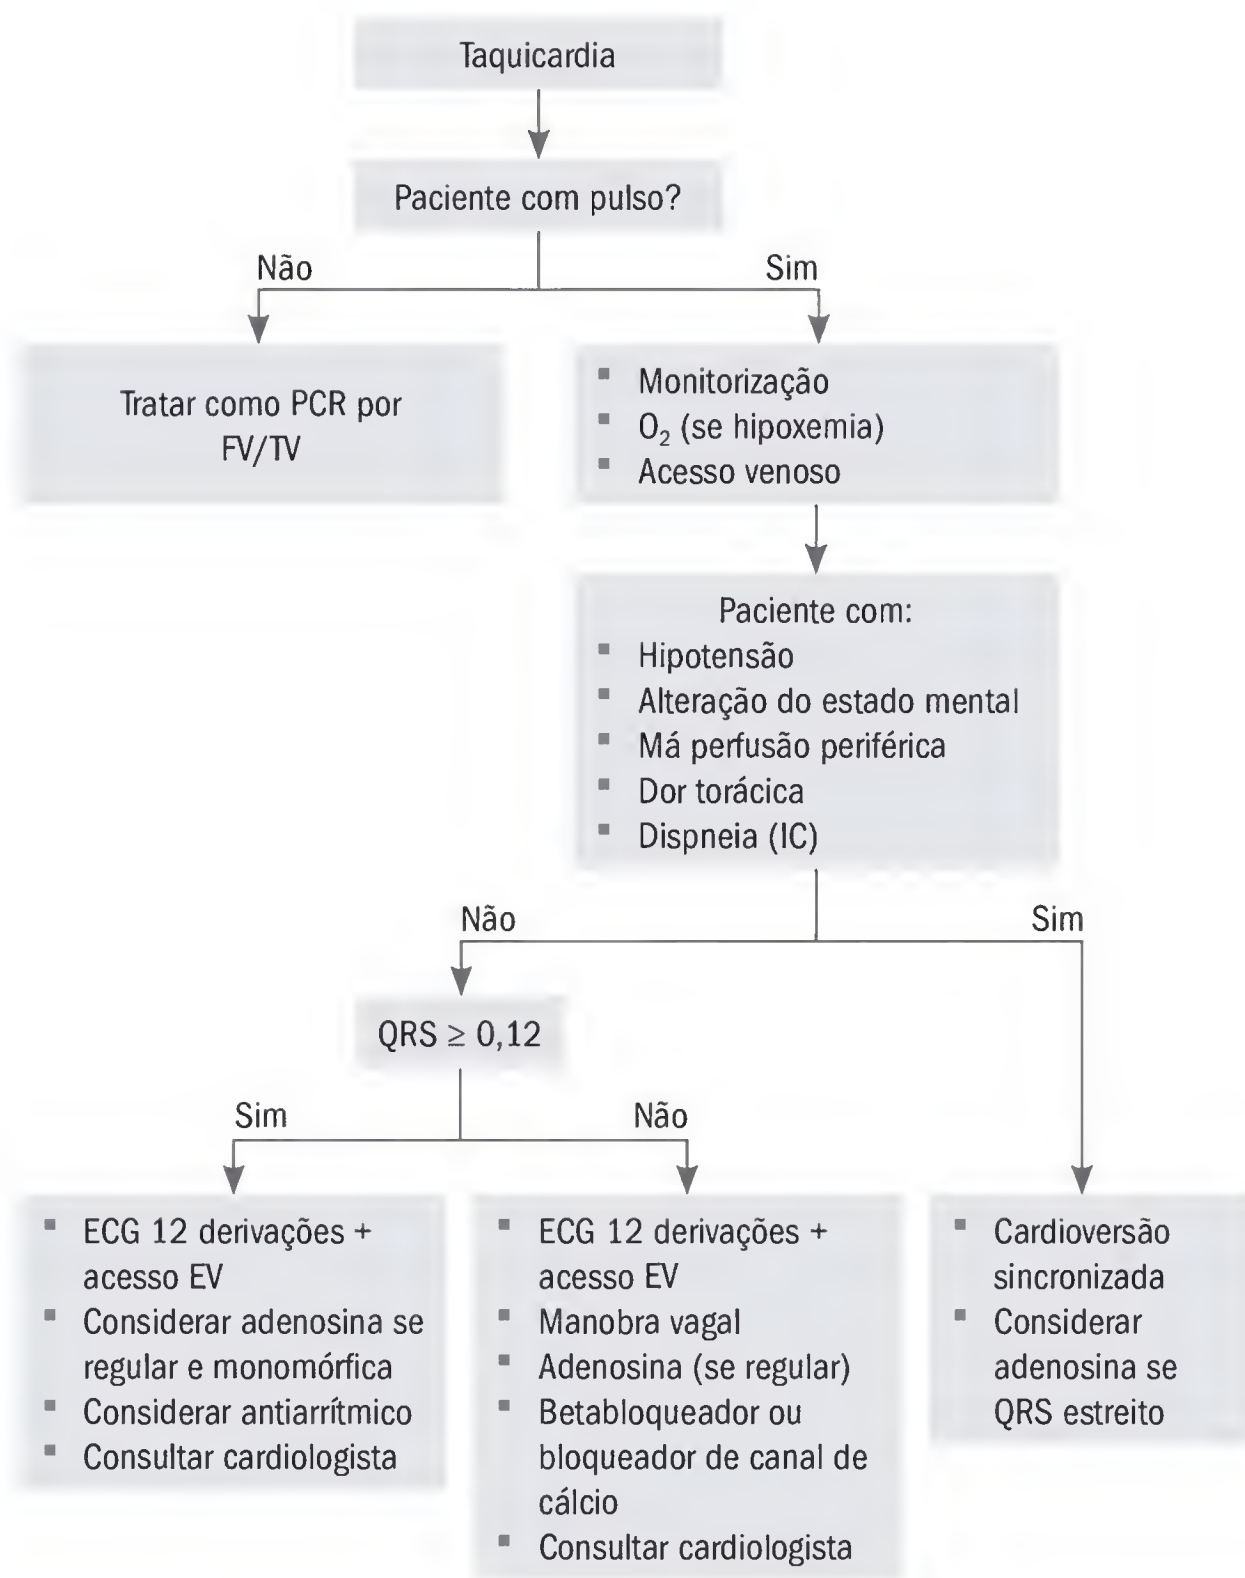 Taquicardia
Paciente com pulso?
Não
Sim
Tratar como PCR por
FV/TV
▪ Monitorização
▪ O₂ (se hipoxemia)
▪ Acesso venoso
Paciente com:
▪ Hipotensão
▪ Alteração do estado mental
▪ Má perfusão periférica
▪ Dor torácica
▪ Dispneia (IC)
Não
Sim
QRS ≥ 0,12
Sim
Não
▪ ECG 12 derivações +
acesso EV
▪ Considerar adenosina se
regular e monomórfica
▪ Considerar antiarrítmico
▪ Consultar cardiologista
▪ ECG 12 derivações +
acesso EV
▪ Manobra vagal
▪ Adenosina (se regular)
▪ Betabloqueador ou
bloqueador de canal de
cálcio
▪ Consultar cardiologista
▪ Cardioversão
sincronizada
▪ Considerar
adenosina se
QRS estreito